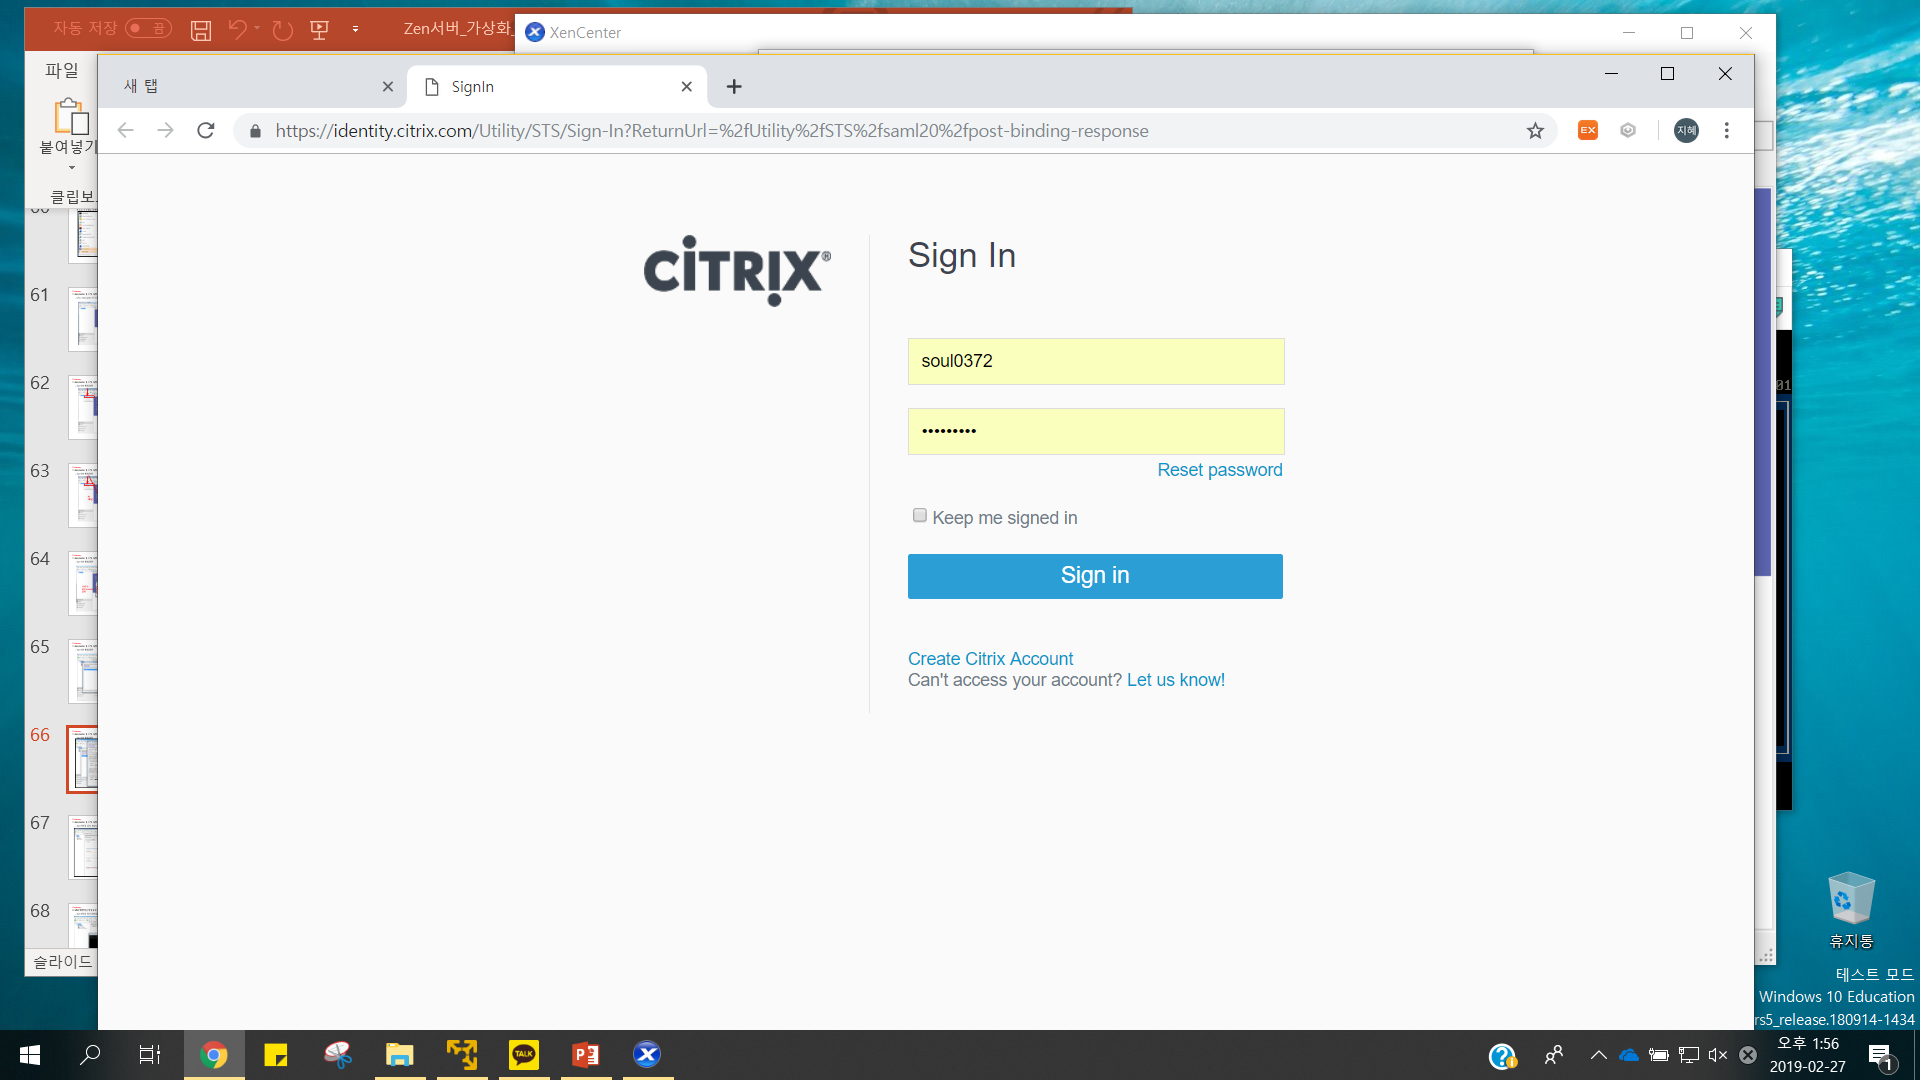 자동 저장 끔
Zen서버_가상화_
XenCenter
파일
새 탭
SignIn
https://identity.citrix.com/Utility/STS/Sign-In?ReturnUrl=%2fUtility%2fSTS%2fsaml20%2fpost-binding-response
EX
지혜
붙여넣기
클립보
CITRIX®
Sign In
soul0372
•••••••••
Reset password
Keep me signed in
Sign in
Create Citrix Account
Can't access your account? Let us know!
61
62
63
64
65
66
67
68
슬라이드
01
휴지통
테스트 모드
Windows 10 Education
rs5_release.180914-1434
TALK
오후 1:56
2019-02-27
1